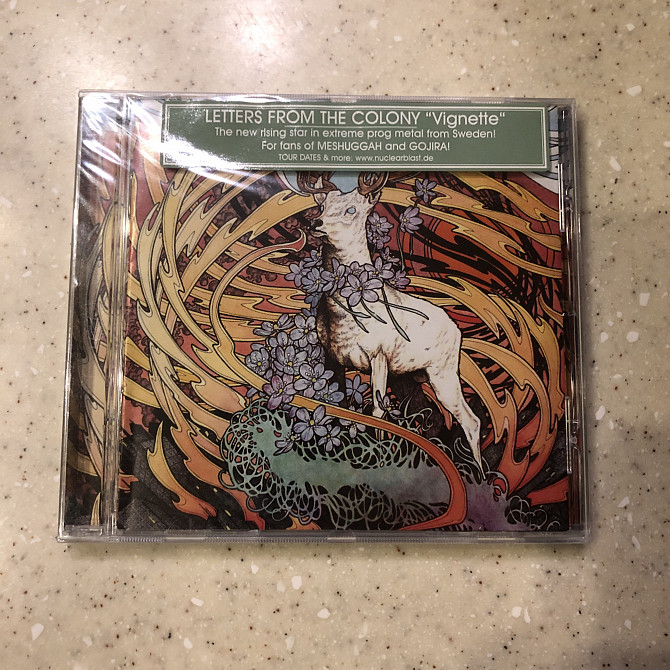 LETTERS FROM THE COLONY "Vignette"
The new rising star in extreme prog metal from Sweden!
For fans of MESHUGGAH and GOJIRA!
TOUR DATES & more: www.nuclearblast.de